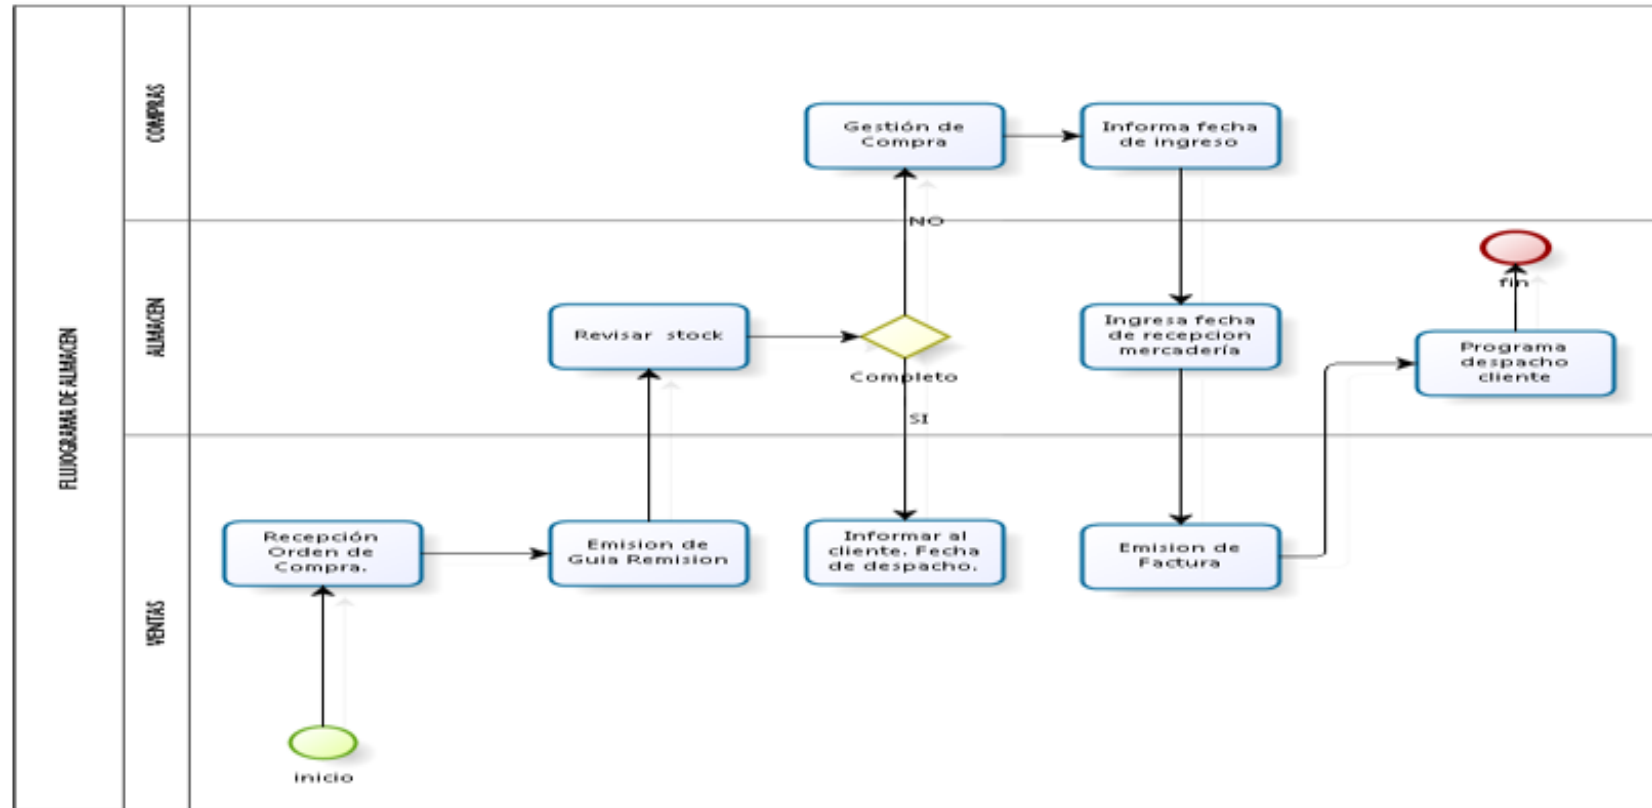 FLUJOGRAMA DE ALMACEN
COMPRAS
Gestión de
Compra
Informa fecha
de ingreso
NO
ALMACEN
Revisar stock
Completo
SI
Ingresa fecha
de recepcion
mercadería
fin
Programa
despacho
cliente
VENTAS
Recepción
Orden de
Compra.
Emision de
Guia Remision
Informar al
cliente. Fecha
de despacho.
Emision de
Factura
inicio